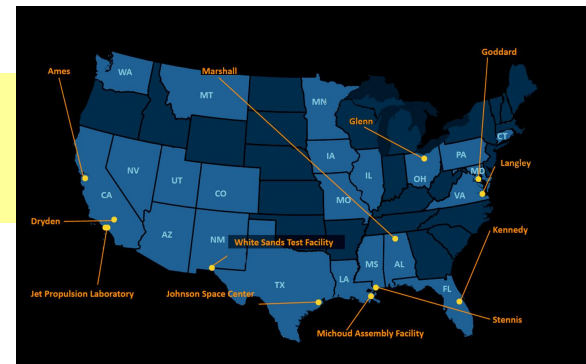 Goddard
Ames
Marshall
WA
MT
MN
Glenn
CT
IA
PA
Langley
NV
UT
CO
IL
OH
MD
VA
CA
MO
Dryden
Kennedy
AZ
NM
White Sands Test Facility
MS
AL
Jet Propulsion Laboratory
Johnson Space Center
TX
LA
FL
Stennis
Michoud Assembly Facility